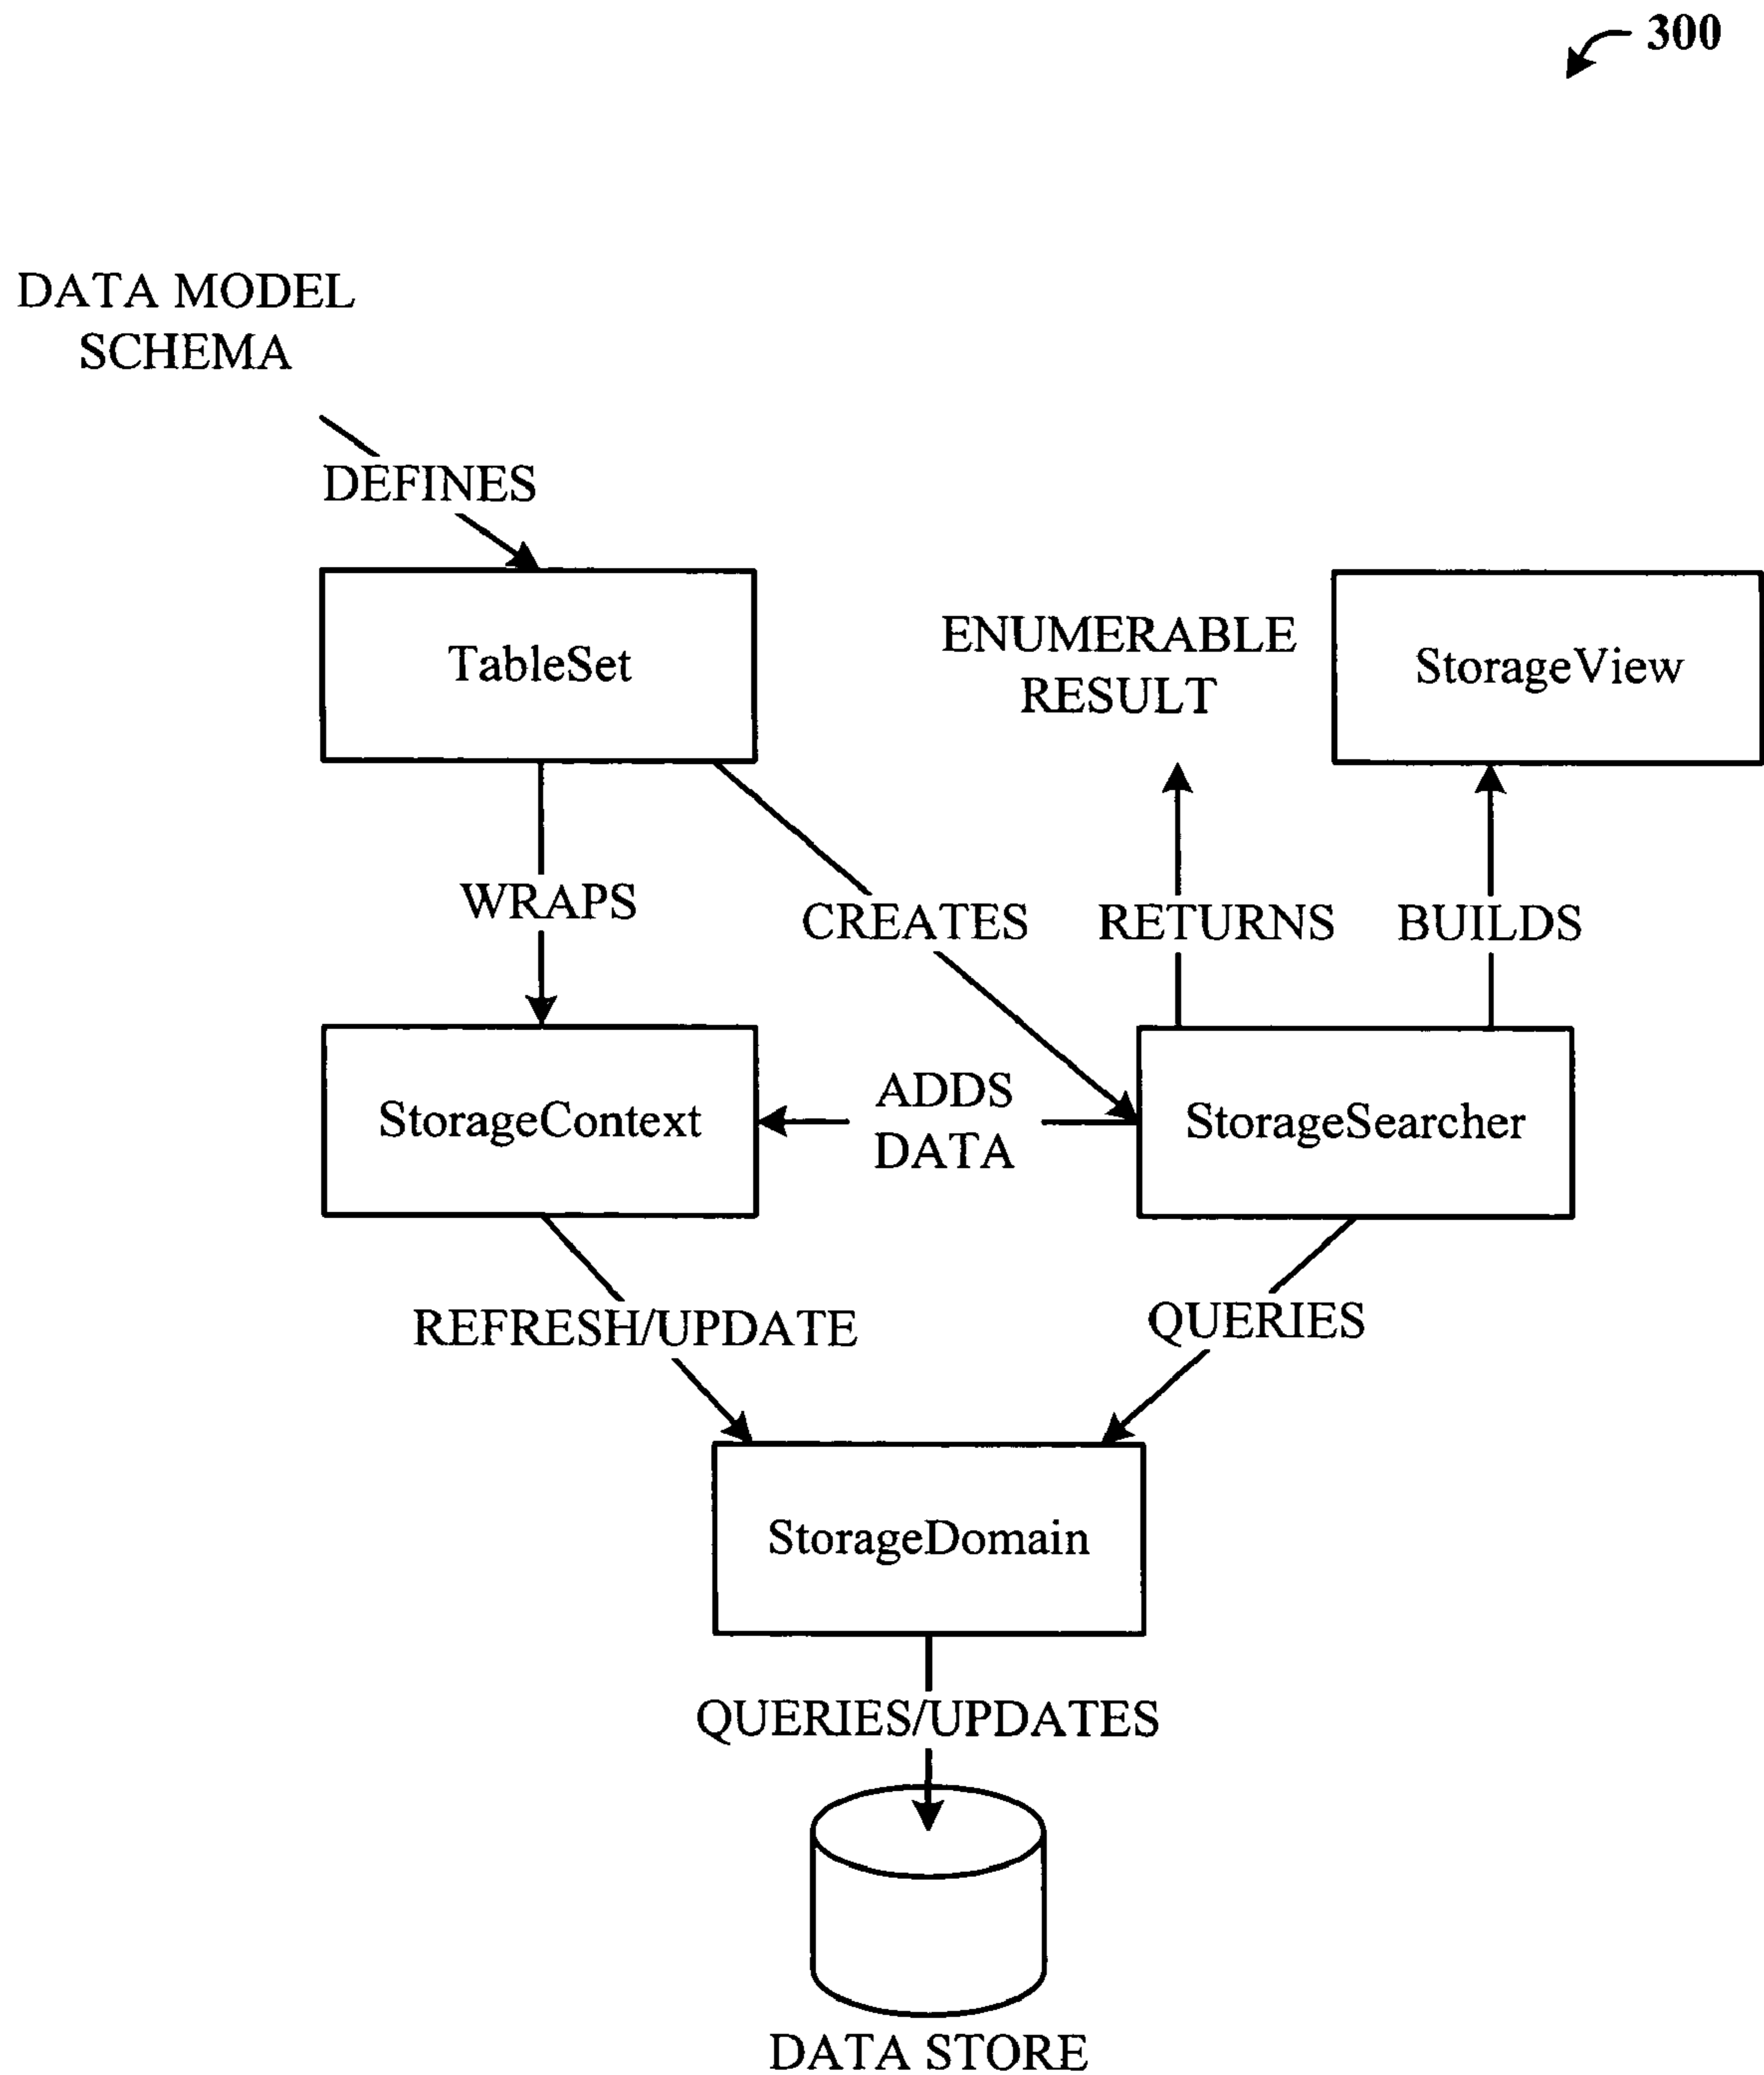 300
DATA MODEL
SCHEMA
DEFINES
TableSet
ENUMERABLE
RESULT
StorageView
WRAPS
CREATES
RETURNS
BUILDS
StorageContext
ADDS
DATA
StorageSearcher
REFRESH/UPDATE
QUERIES
StorageDomain
QUERIES/UPDATES
DATA STORE